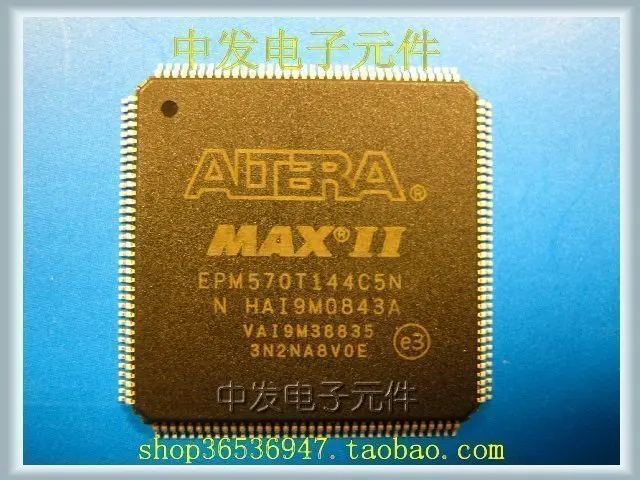 中发电子元件
ALTERA®
MAX®II
EPM570T144C5N
N HAI9M0843A
VAI9M38835
3N2NA8V0E
e3
中发电子元件
shop36536947.taobao.com